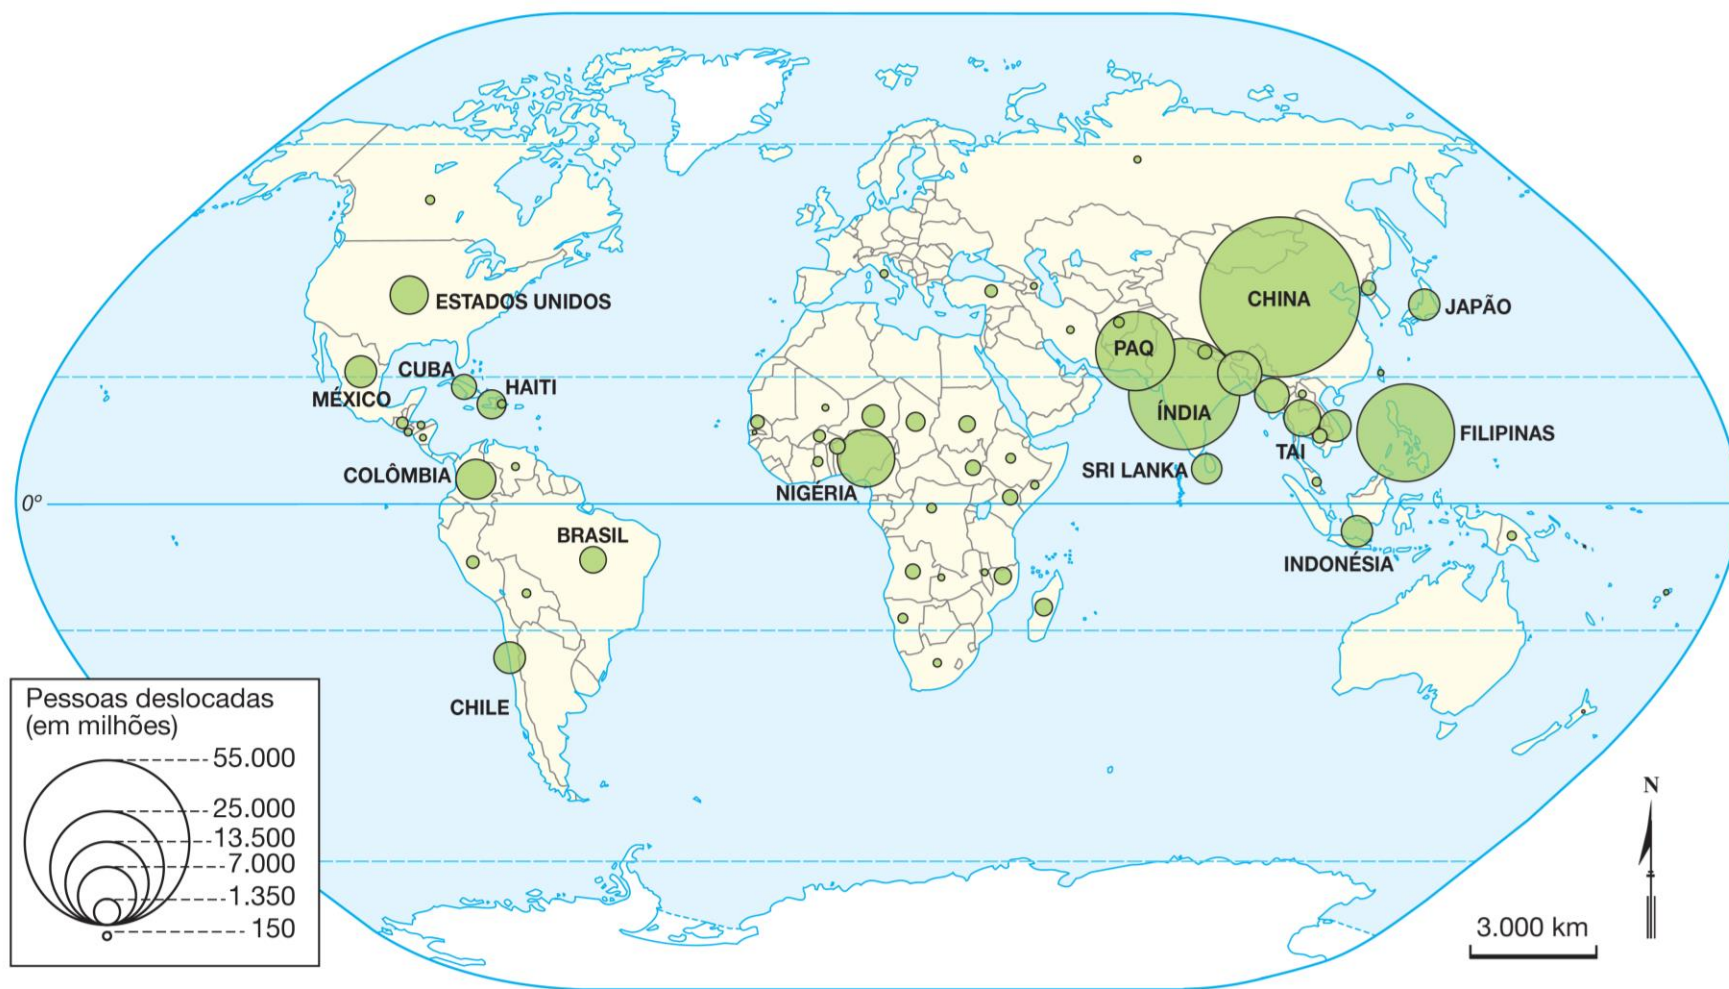 ESTADOS UNIDOS
CHINA
JAPÃO
PAQ
CUBA
HAITI
MÉXICO
ÍNDIA
FILIPINAS
TAI
SRI LANKA
COLÔMBIA
NIGÉRIA
0º
BRASIL
INDONÉSIA
CHILE
Pessoas deslocadas
(em milhões)
55.000
25.000
13.500
7.000
1.350
150
N
3.000 km